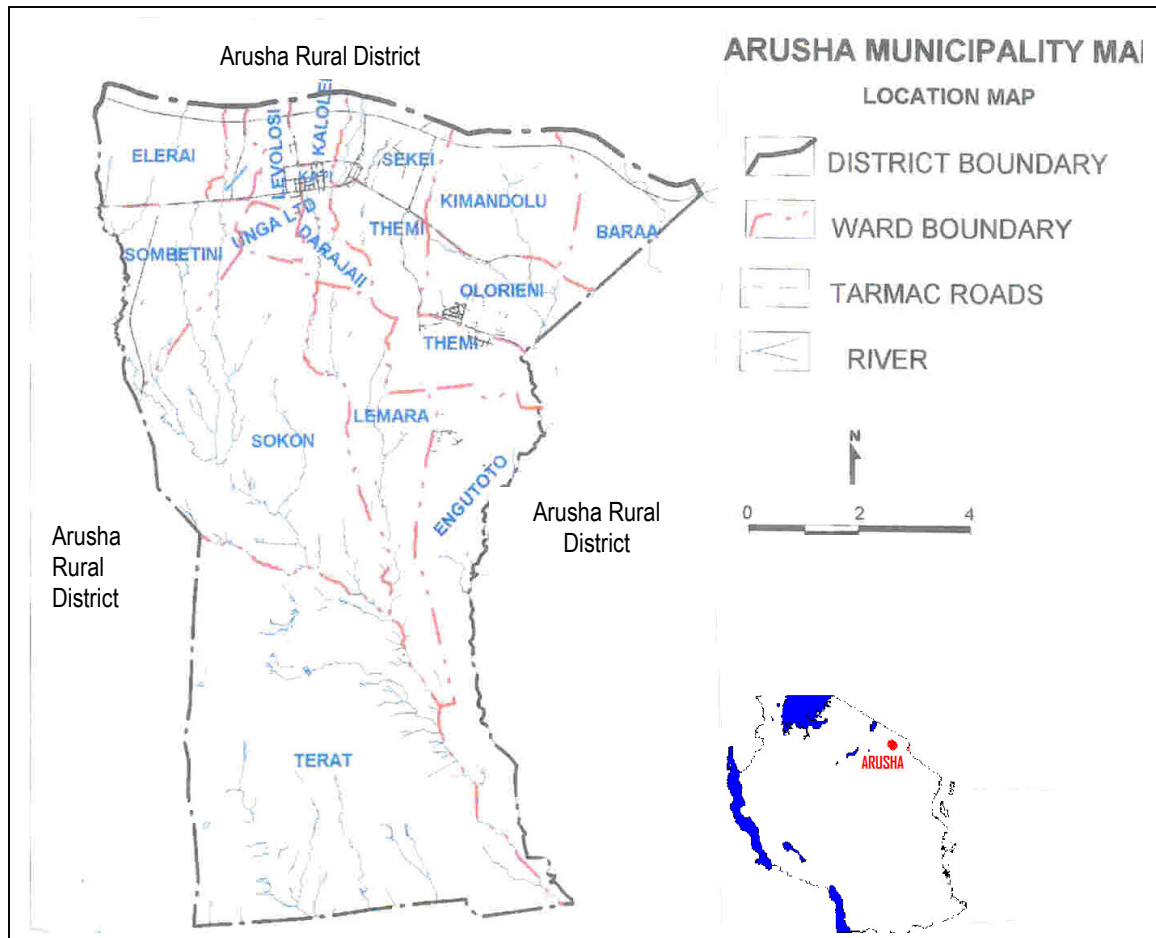 Arusha Rural District
ARUSHA MUNICIPALITY MA
LOCATION MAP
DISTRICT BOUNDARY
WARD BOUNDARY
TARMAC ROADS
RIVER
N
0 2 4
ELERAI
LEVOLOSI
KALOLEI
SEKEI
KIMANDOLU
BARAA
SOMBETINI
UNGA LTD
DARAJAII
THEMI
OLORIENI
THEMI
LEMARA
SOKON
ENGUTOTO
Arusha Rural
District
Arusha
Rural
District
TERAT
ARUSHA